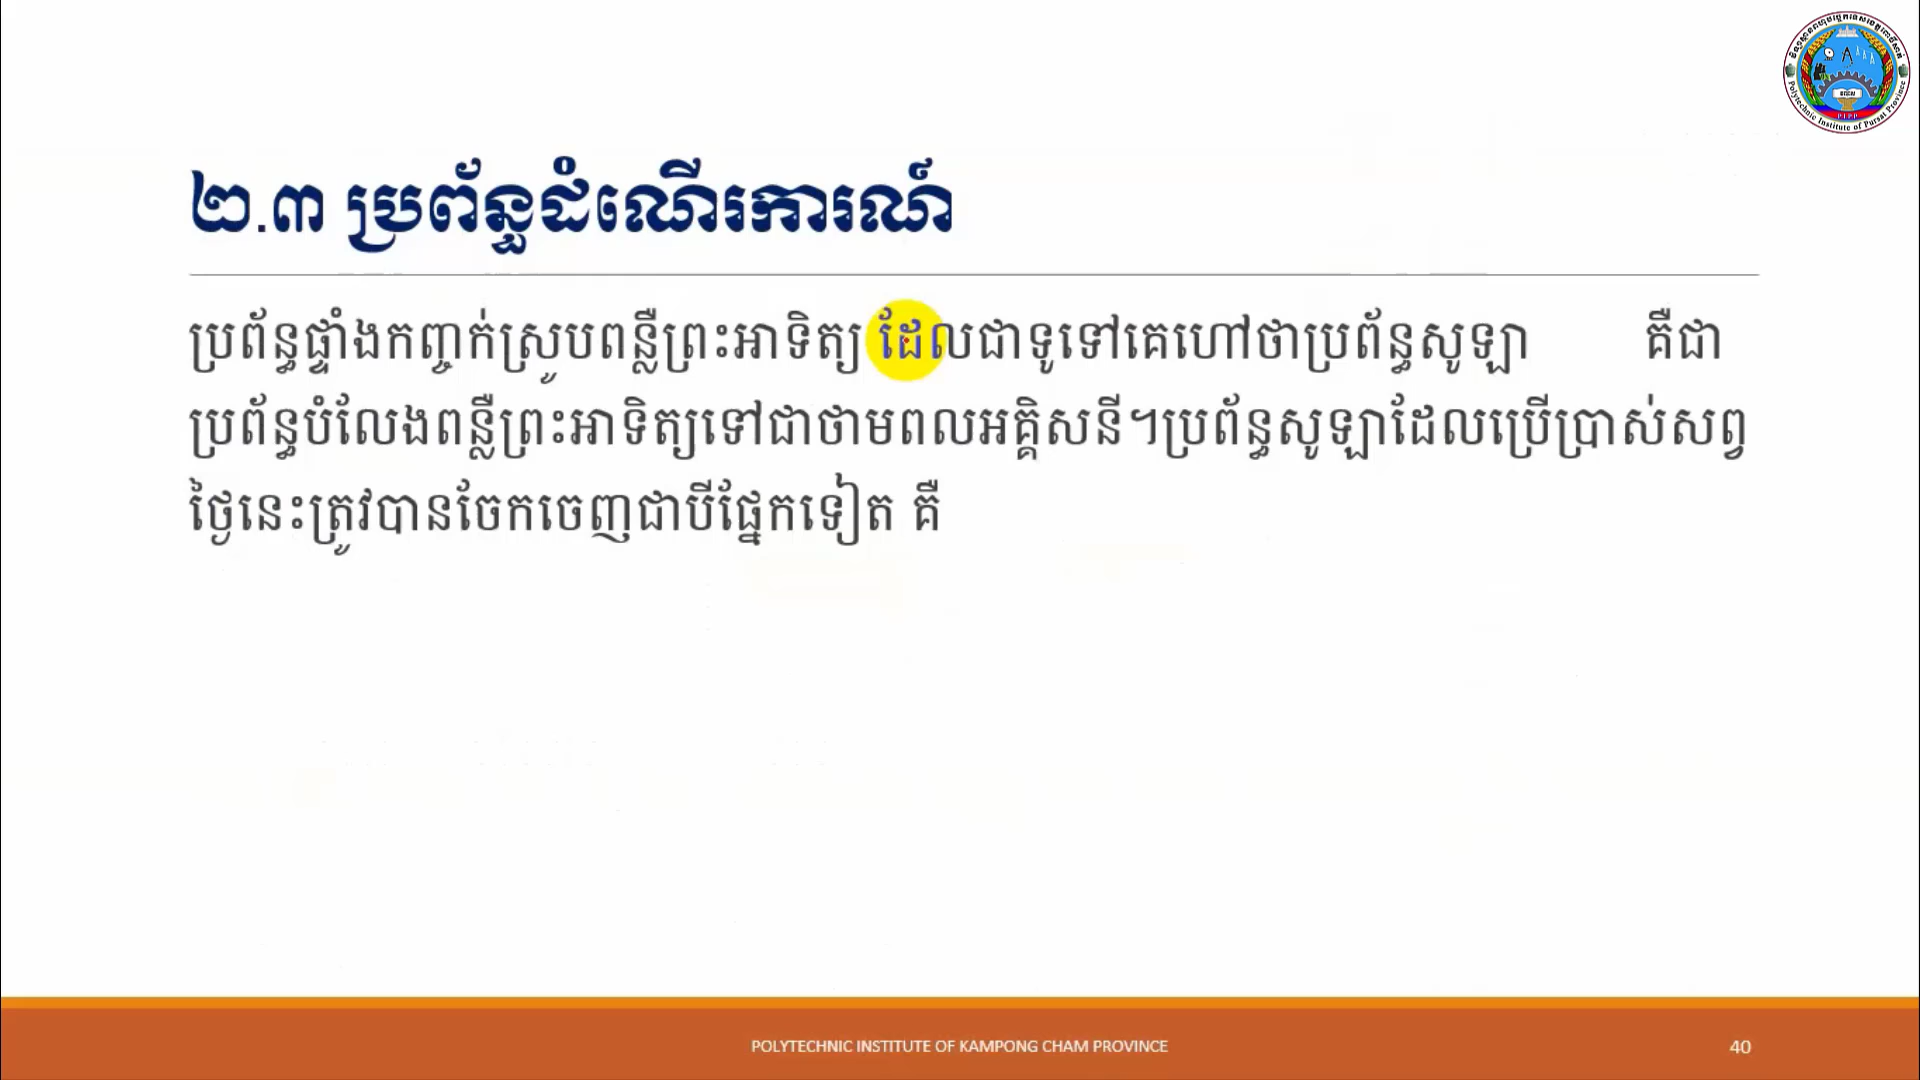 ២.៣ ប្រព័ន្ធដំណើរការណ៍
ប្រព័ន្ធផ្ទាំងកញ្ចក់ស្រូបពន្លឺព្រះអាទិត្យ ដែលជាទូទៅគេហៅថាប្រព័ន្ធសូឡា គឺជា
ប្រព័ន្ធបំលែងពន្លឺព្រះអាទិត្យទៅជាថាមពលអគ្គិសនី។ប្រព័ន្ធសូឡាដែលប្រើប្រាស់សព្វ
ថ្ងៃនេះត្រូវបានចែកចេញជាបីផ្នែកទៀត គឺ
Polytechnic Institute of Pursat Province
PIPP
POLYTECHNIC INSTITUTE OF KAMPONG CHAM PROVINCE
40